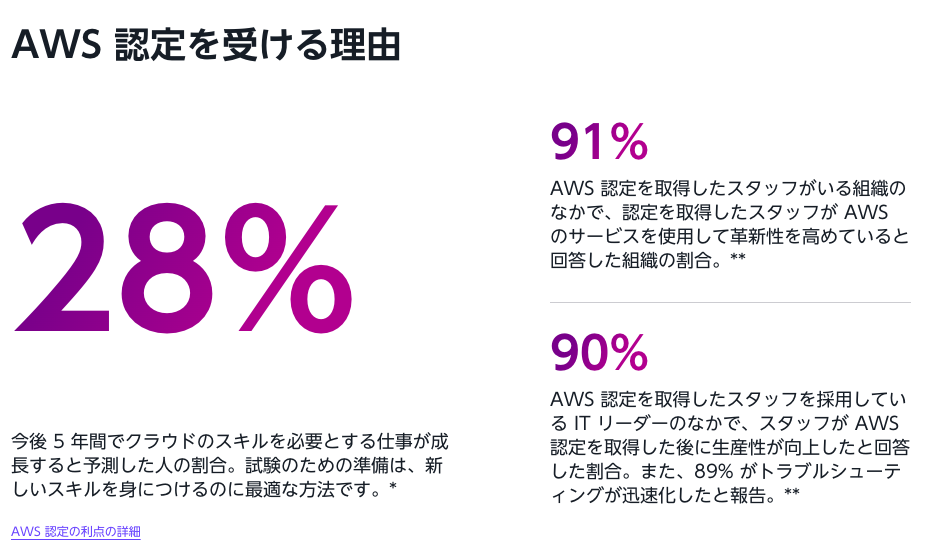 AWS 認定を受ける理由
28%
今後 5 年間でクラウドのスキルを必要とする仕事が成
長すると予測した人の割合。試験のための準備は、新
しいスキルを身につけるのに最適な方法です。*
AWS 認定の利点の詳細
91%
AWS 認定を取得したスタッフがいる組織の
なかで、認定を取得したスタッフが AWS
のサービスを使用して革新性を高めていると
回答した組織の割合。**
90%
AWS 認定を取得したスタッフを採用してい
る IT リーダーのなかで、スタッフが AWS
認定を取得した後に生産性が向上したと回答
した割合。また、89% がトラブルシューテ
ィングが迅速化したと報告。**